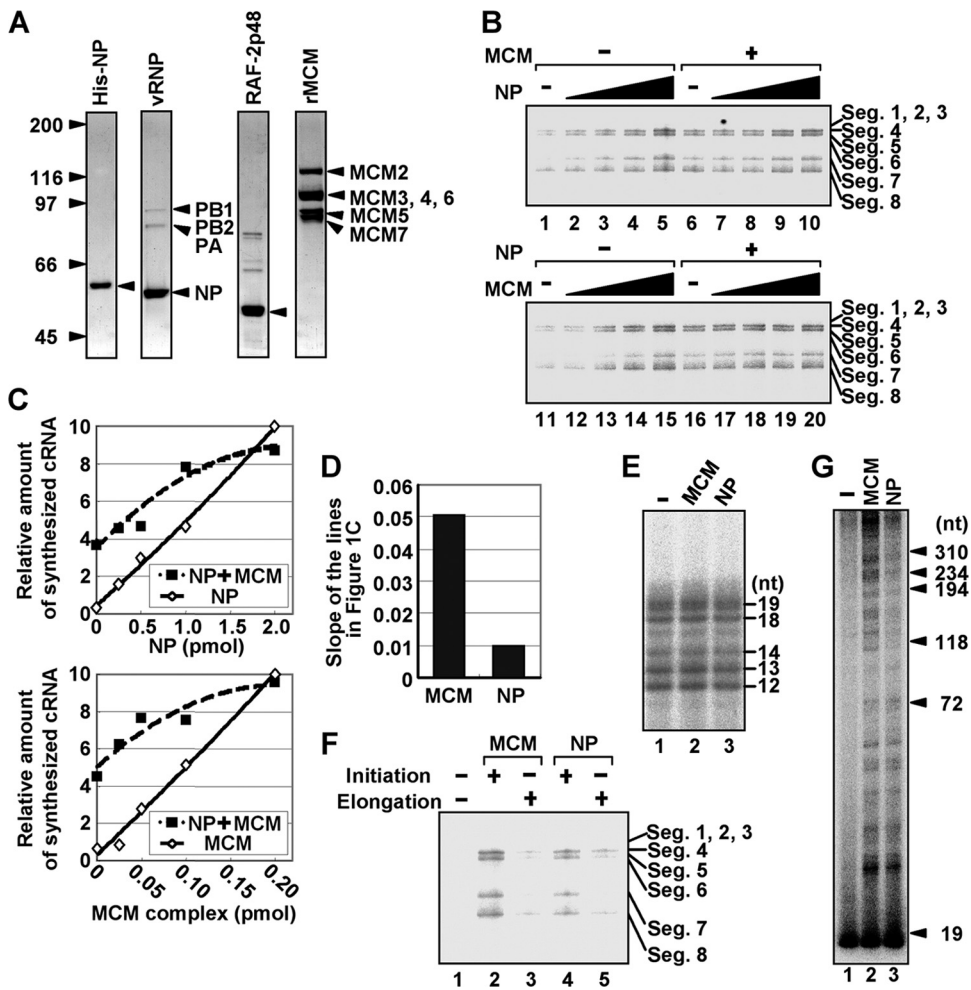 A
His-NP
vRNP
RAF-2p48
rMCM
200
116
97
66
45
PB1
PB2
PA
NP
MCM2
MCM3, 4, 6
MCM5
MCM7
B
MCM − +
NP − −
Seg. 1, 2, 3
Seg. 4
Seg. 5
Seg. 6
Seg. 7
Seg. 8
1 2 3 4 5 6 7 8 9 10
NP − +
MCM − −
Seg. 1, 2, 3
Seg. 4
Seg. 5
Seg. 6
Seg. 7
Seg. 8
11 12 13 14 15 16 17 18 19 20
C
Relative amount
of synthesized cRNA
10
8
6
4
2
0
NP+MCM
NP
0 0.5 1.0 1.5 2.0
NP (pmol)
Relative amount
of synthesized cRNA
10
8
6
4
2
0
NP+MCM
MCM
0 0.05 0.10 0.15 0.20
MCM complex (pmol)
D
Slope of the lines
in Figure 1C
0.06
0.05
0.04
0.03
0.02
0.01
0
MCM NP
E
− MCM NP
(nt)
19
18
14
13
12
1 2 3
F
MCM NP
Initiation − + − + −
Elongation − − + − +
Seg. 1, 2, 3
Seg. 4
Seg. 5
Seg. 6
Seg. 7
Seg. 8
1 2 3 4 5
G
− MCM NP
(nt)
310
234
194
118
72
19
1 2 3